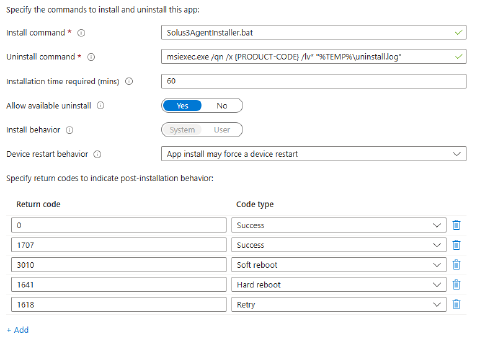 Specify the commands to install and uninstall this app:
Install command * Solus3AgentInstaller.bat
Uninstall command * msiexec.exe /qn /x {PRODUCT-CODE} /lv* "%TEMP%\uninstall.log"
Installation time required (mins) 60
Allow available uninstall Yes No
Install behavior System User
Device restart behavior App install may force a device restart
Specify return codes to indicate post-installation behavior:
Return code Code type
0 Success
1707 Success
3010 Soft reboot
1641 Hard reboot
1618 Retry
+ Add